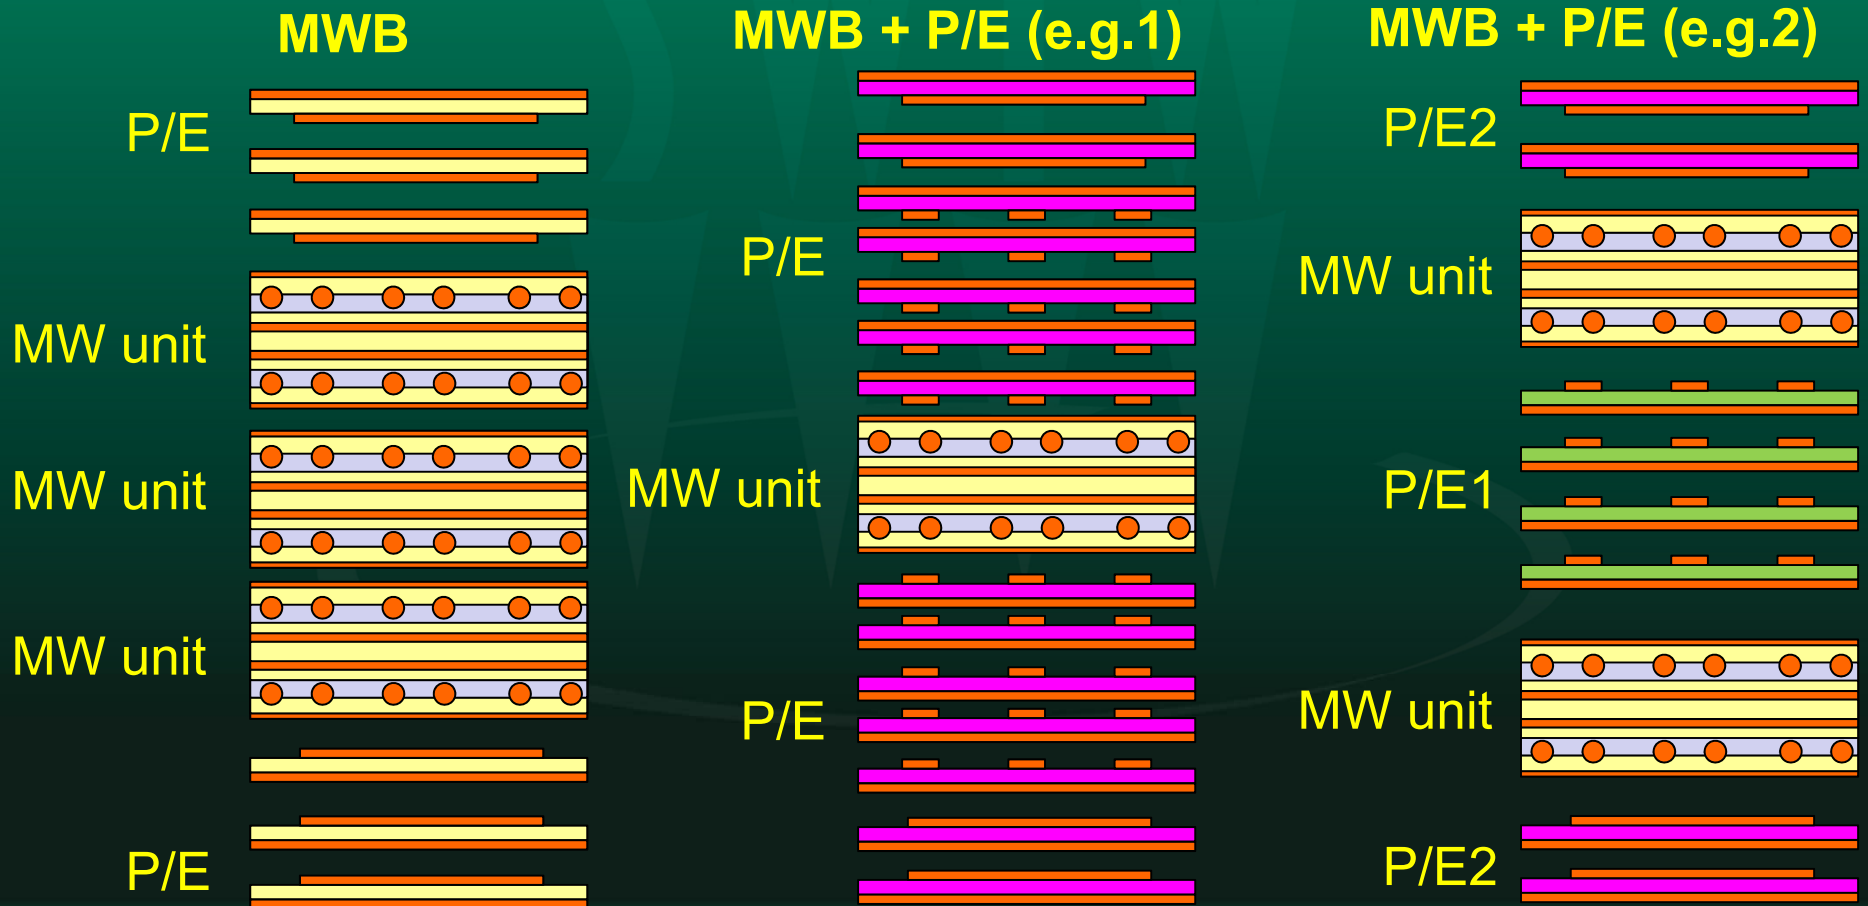 MWB
P/E
MW unit
MW unit
MW unit
P/E
MWB + P/E (e.g.1)
P/E
MW unit
P/E
MWB + P/E (e.g.2)
P/E2
MW unit
P/E1
MW unit
P/E2